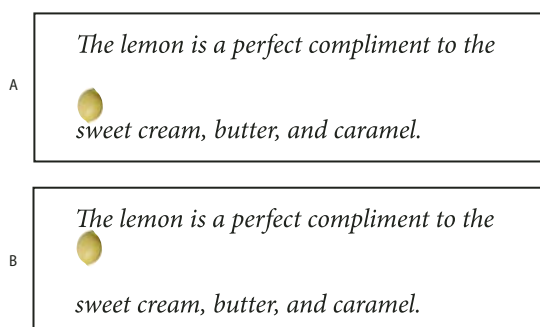 A
The lemon is a perfect compliment to the
sweet cream, butter, and caramel.
B
The lemon is a perfect compliment to the
sweet cream, butter, and caramel.